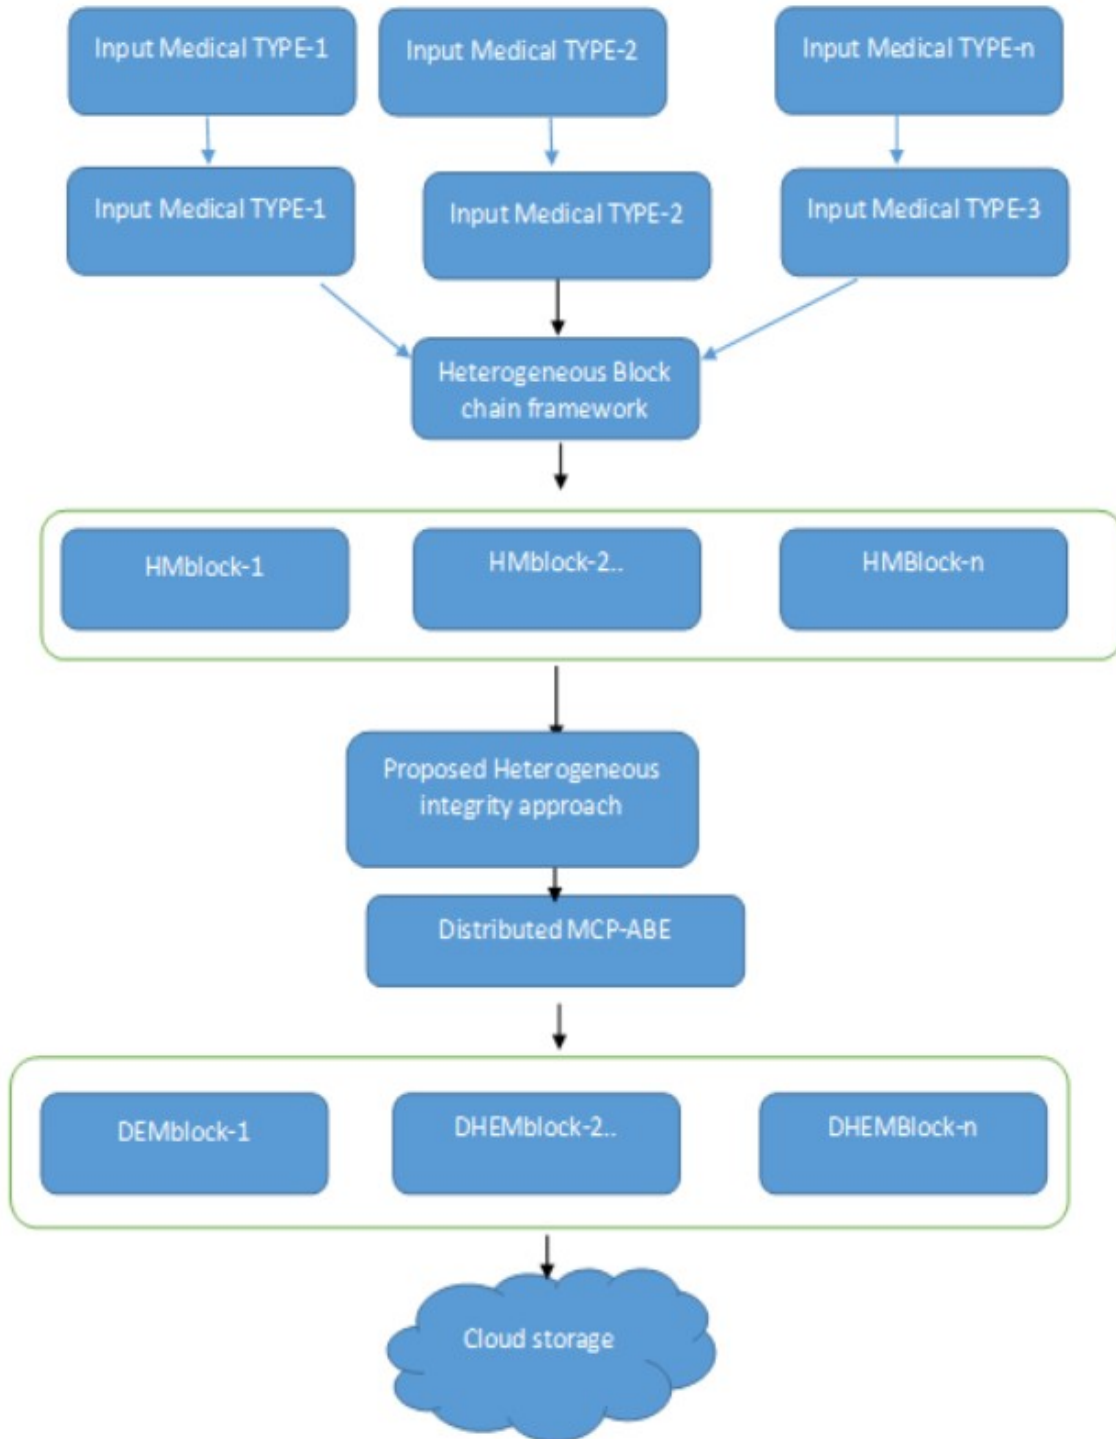 Input Medical TYPE-1
Input Medical TYPE-2
Input Medical TYPE-n
Input Medical TYPE-1
Input Medical TYPE-2
Input Medical TYPE-3
Heterogeneous Block
chain framework
HMblock-1
HMblock-2..
HMBlock-n
Proposed Heterogeneous
integrity approach
Distributed MCP-ABE
DEMblock-1
DHEMblock-2..
DHEMBlock-n
Cloud storage